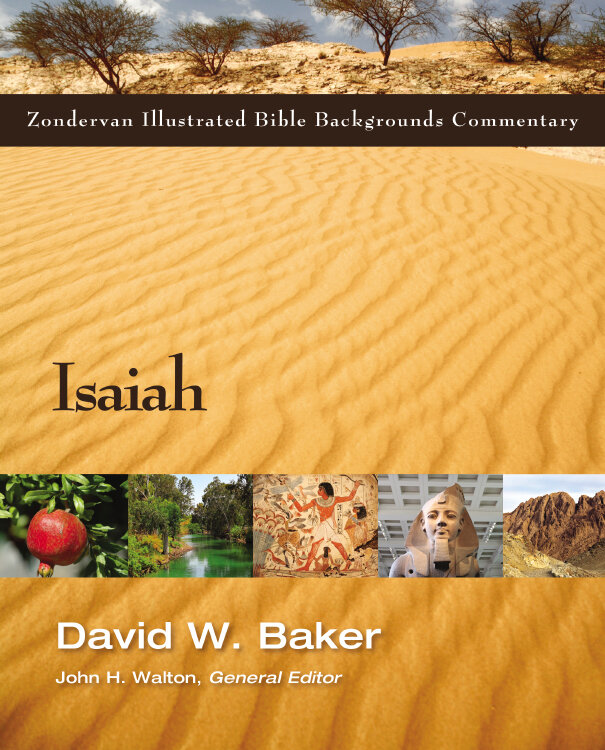 Zondervan Illustrated Bible Backgrounds Commentary
Isaiah
David W. Baker
John H. Walton, General Editor